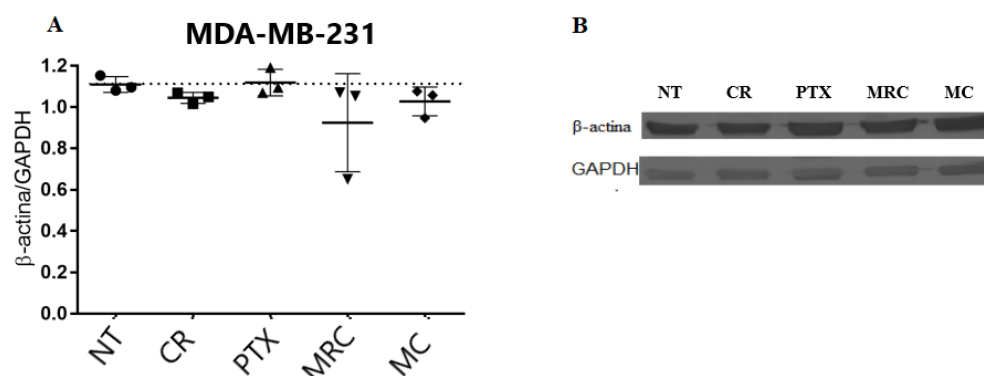 A
MDA-MB-231
β-actina/GAPDH
1.2
1.0
0.8
0.6
0.4
0.2
0.0
NT CR PTX MRC MC
B
NT CR PTX MRC MC
β-actina
GAPDH